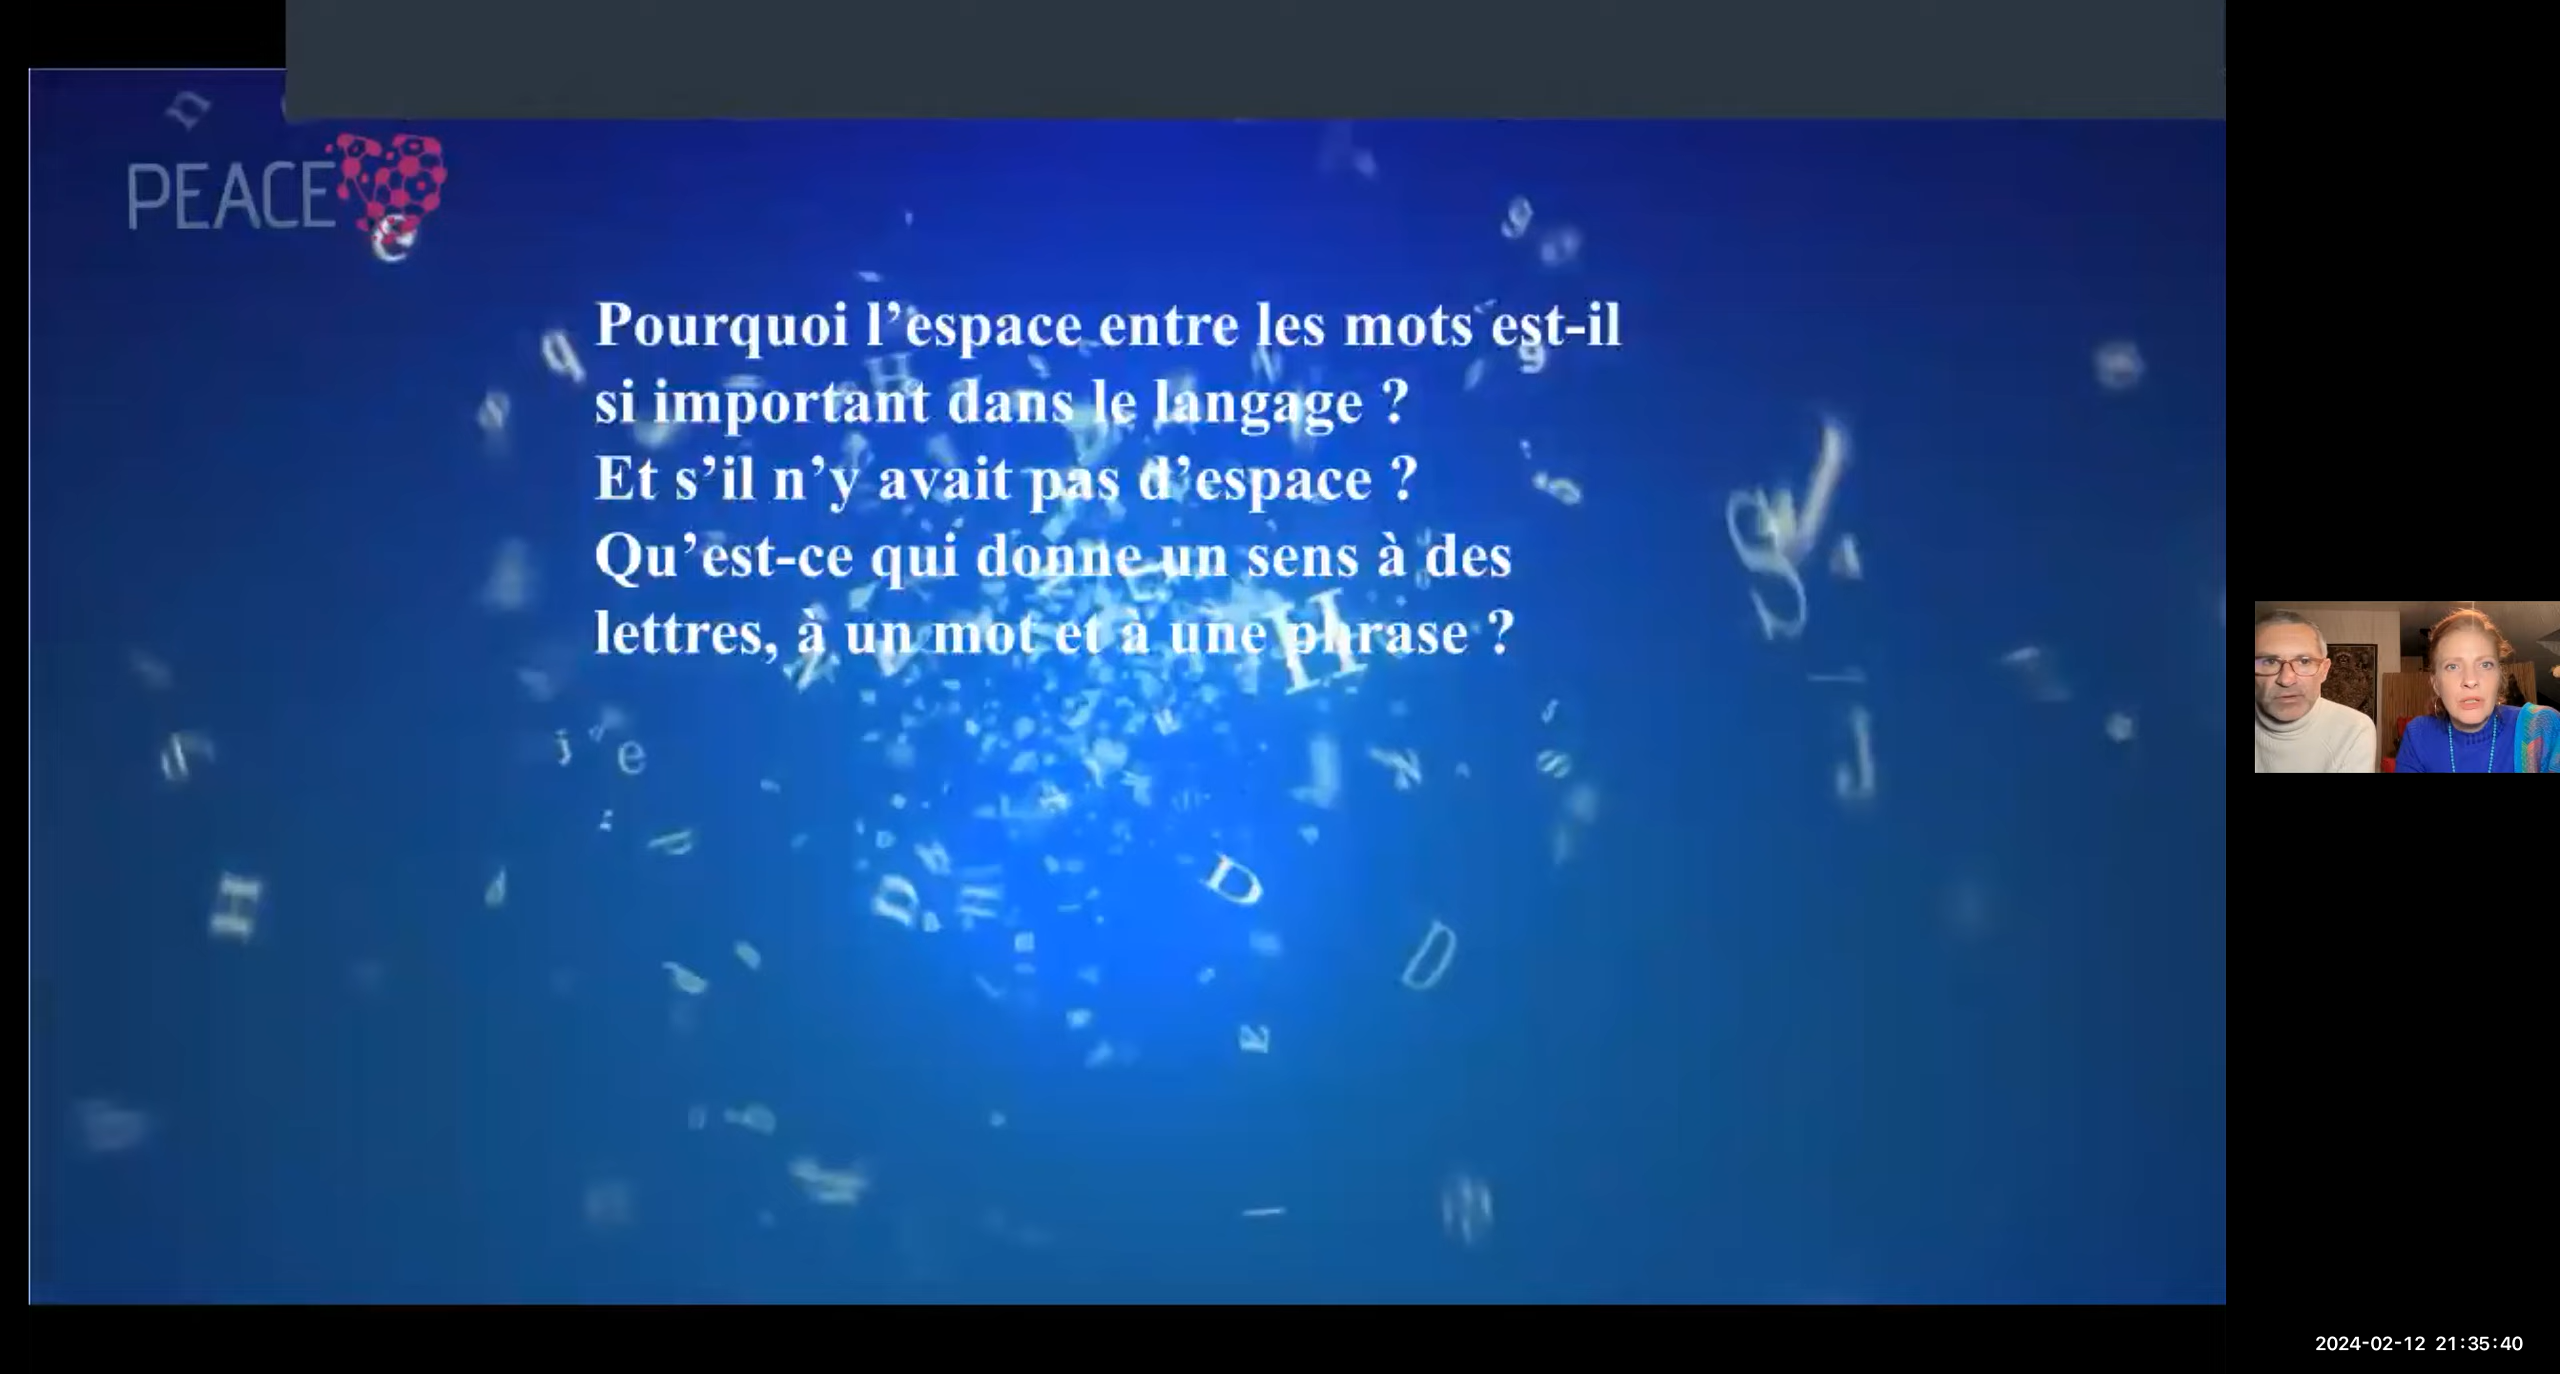 PEACE
Pourquoi l’espace entre les mots est-il
si important dans le langage ?
Et s’il n’y avait pas d’espace ?
Qu’est-ce qui donne un sens à des
lettres, à un mot et à une phrase ?
2024-02-12 21:35:40